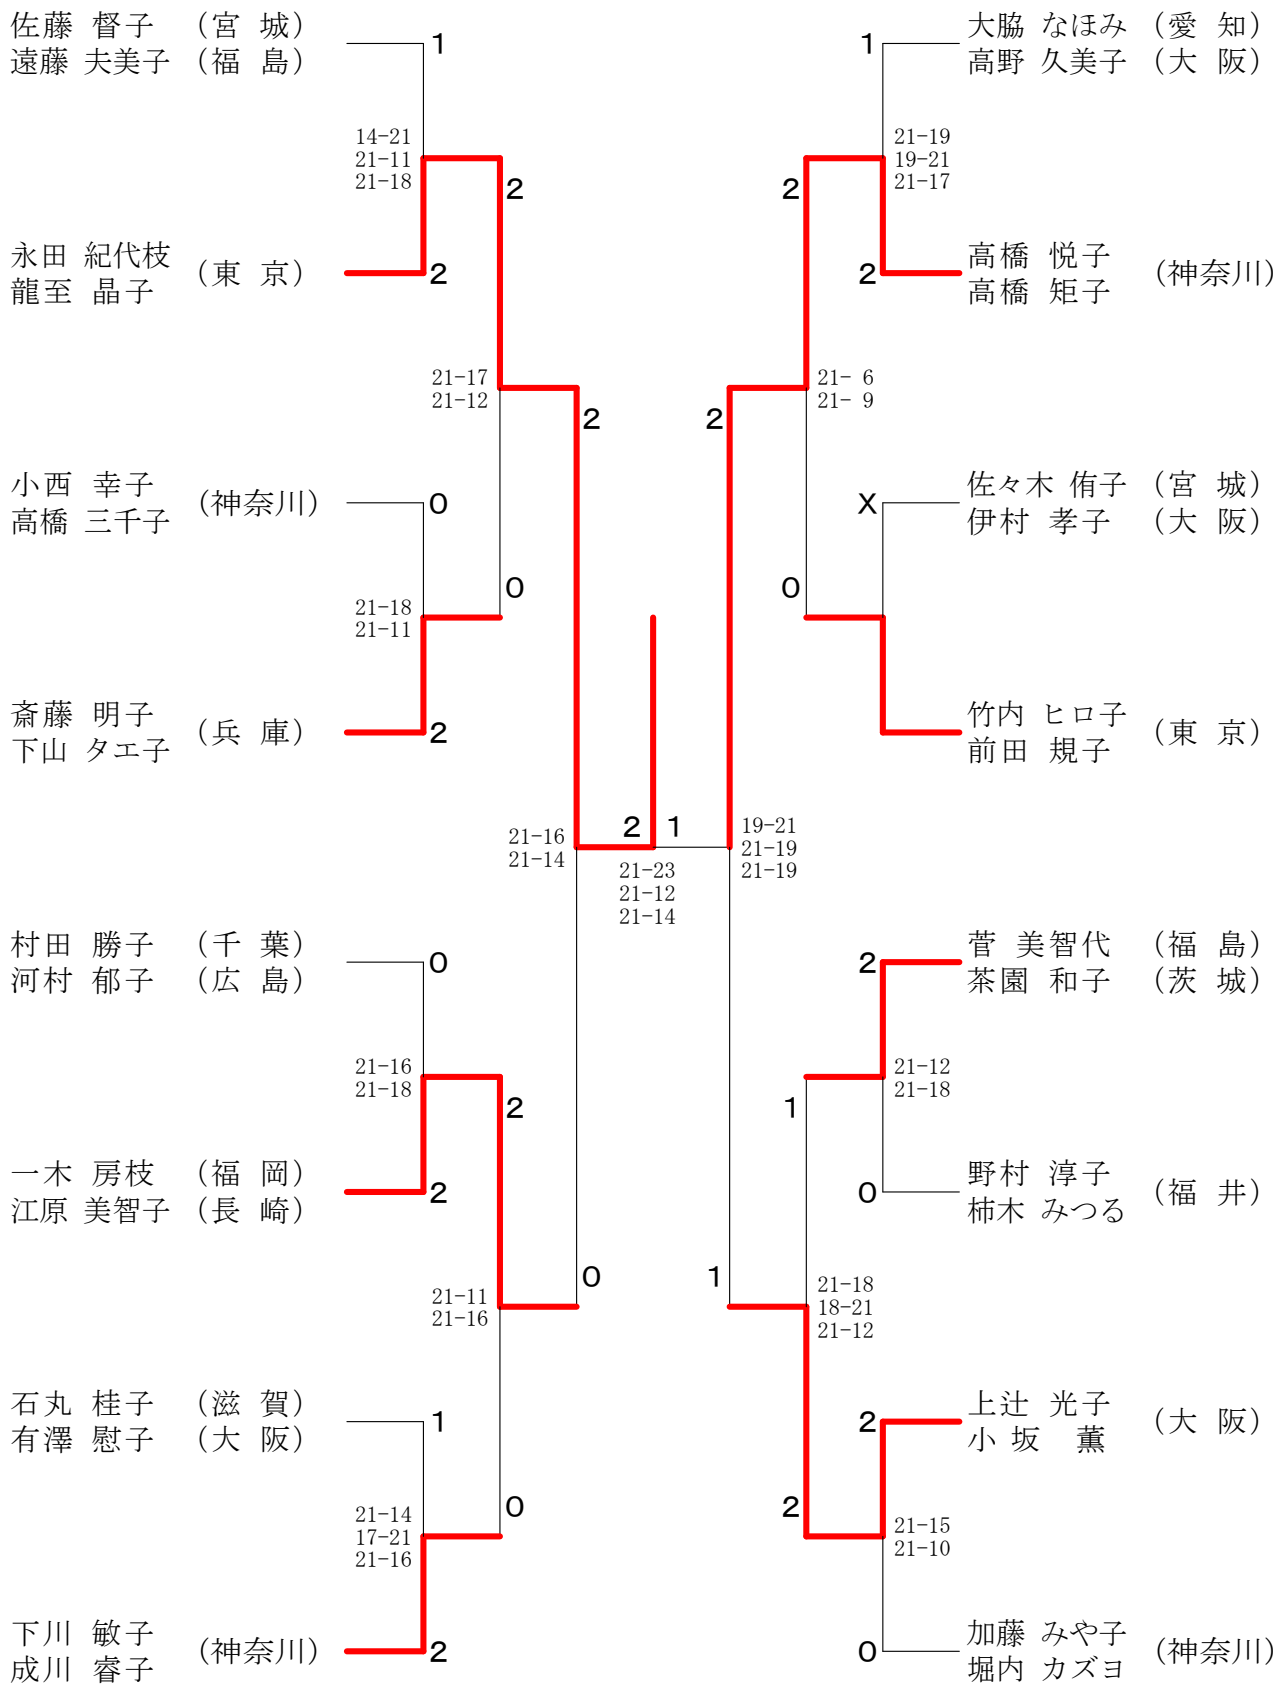 佐藤 督子 （宮 城）
遠藤 夫美子 （福 島）
1
14-21
21-11
21-18
2
永田 紀代枝
龍至 晶子
（東 京）
2
21-17
21-12
2
小西 幸子
高橋 三千子
（神奈川）
0
21-18
21-11
0
斎藤 明子
下山 タエ子
（兵 庫）
2
21-16
21-14
村田 勝子 （千 葉）
河村 郁子 （広 島）
0
21-16
21-18
2
一木 房枝 （福 岡）
江原 美智子 （長 崎）
2
21-11
21-16
0
石丸 桂子 （滋 賀）
有澤 慰子 （大 阪）
1
21-14
17-21
21-16
0
下川 敏子
成川 睿子
（神奈川）
2
2 1
21-23
21-12
21-14
大脇 なほみ （愛 知）
高野 久美子 （大 阪）
1
21-19
19-21
21-17
2
高橋 悦子
高橋 矩子
（神奈川）
2
21- 6
21- 9
2
佐々木 侑子 （宮 城）
伊村 孝子 （大 阪）
X
0
竹内 ヒロ子
前田 規子
（東 京）
19-21
21-19
21-19
菅 美智代 （福 島）
茶園 和子 （茨 城）
2
21-12
21-18
1
野村 淳子
柿木 みつる
（福 井）
0
21-18
18-21
21-12
1
上辻 光子
小 坂 薫
（大 阪）
2
21-15
21-10
2
加藤 みや子
堀内 カズヨ
（神奈川）
0